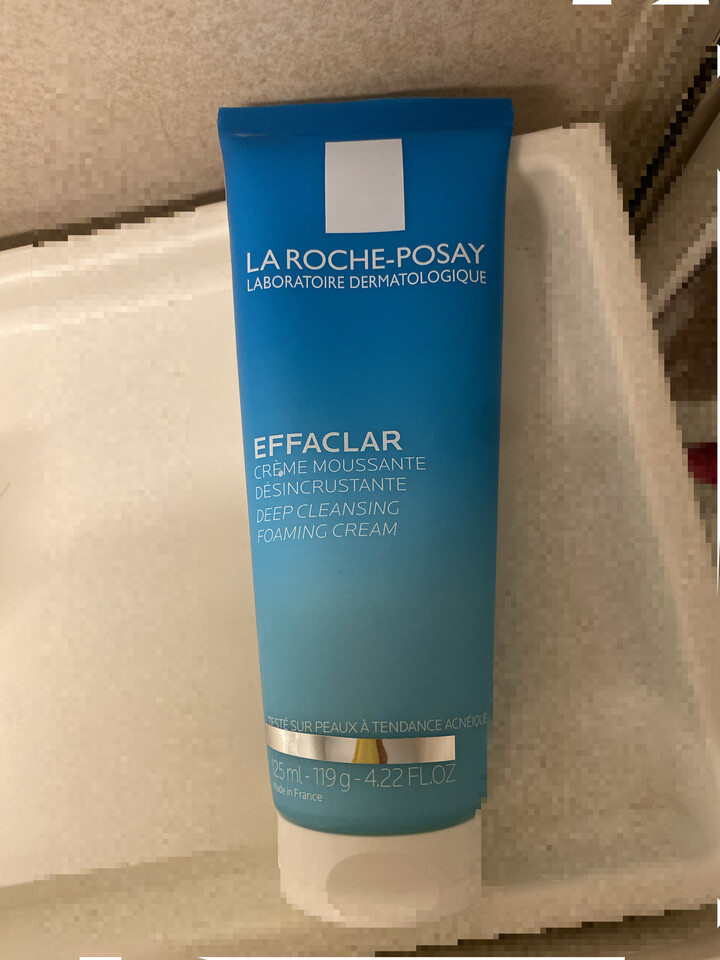 LA ROCHE-POSAY
LABORATOIRE DERMATOLOGIQUE
EFFACLAR
CRÈME MOUSSANTE
DÉSINCRUSTANTE
DEEP CLEANSING
FOAMING CREAM
TESTÉ SUR PEAUX À TENDANCE ACNÉIQUE
125 ml - 119 g - 4.22 FL.OZ
Made in France